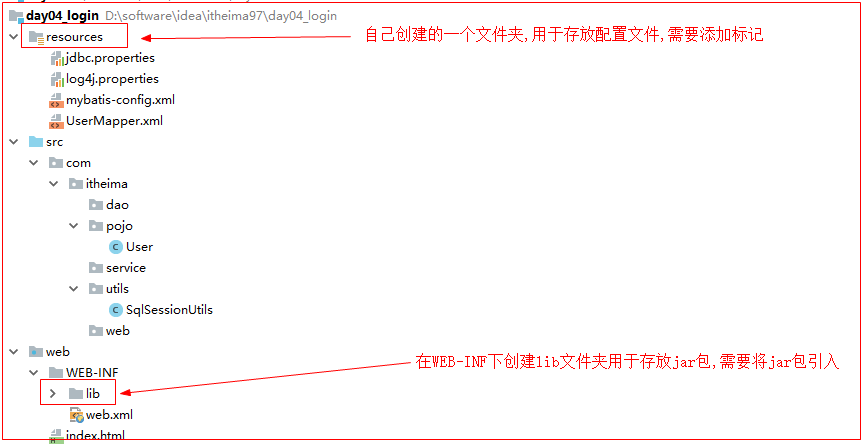 day04_login D:\software\idea\itheima97\day04_login
resources 自己创建的一个文件夹,用于存放配置文件,需要添加标记
jdbc.properties
log4j.properties
mybatis-config.xml
UserMapper.xml
src
com
itheima
dao
pojo
C User
service
utils
C SqlSessionUtils
web
web
WEB-INF 在WEB-INF下创建lib文件夹用于存放jar包,需要将jar包引入
lib
web.xml
index.html